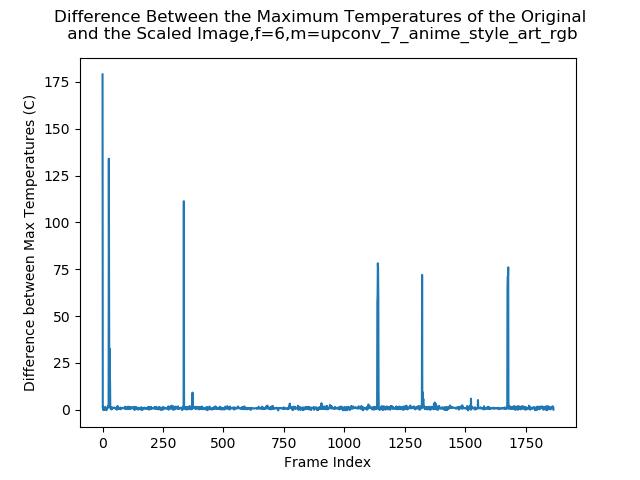 Difference Between the Maximum Temperatures of the Original
and the Scaled Image,f=6,m=upconv_7_anime_style_art_rgb
Difference between Max Temperatures (C)
175
150
125
100
75
50
25
0
0 250 500 750 1000 1250 1500 1750
Frame Index